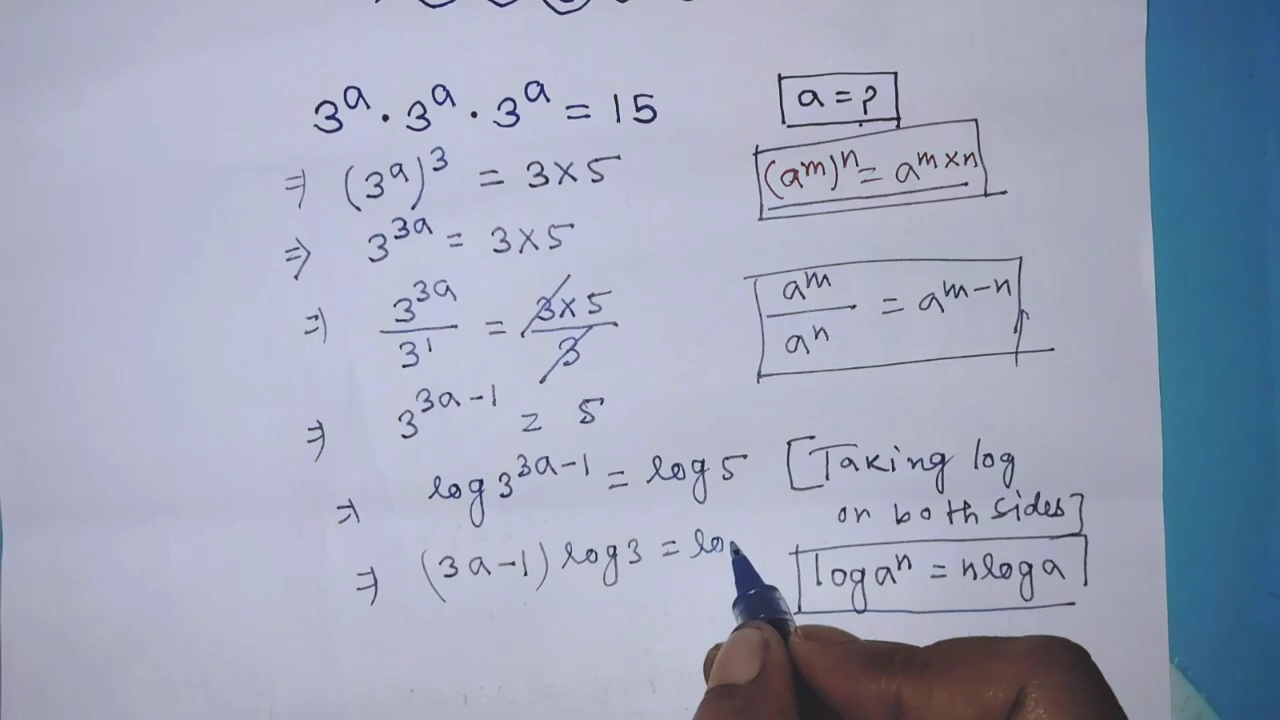 3^a · 3^a · 3^a = 15
a = ?
⇒ (3^a)^3 = 3×5
(a^m)^n = a^m×n
⇒ 3^3a = 3×5
⇒ 3^3a / 3^1 = 3×5 / 3
a^m / a^n = a^m-n
⇒ 3^3a-1 = 5
⇒ log 3^3a-1 = log 5 [Taking log
on both sides]
⇒ (3a-1) log 3 = lo
log a^n = n log a